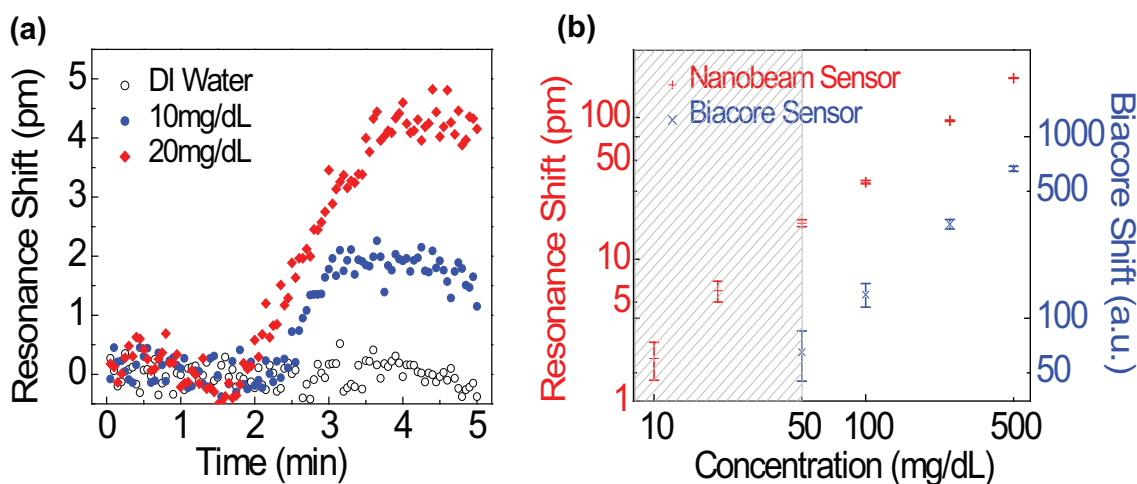 (a)
Resonance Shift (pm)
5
4
3
2
1
0
DI Water
10mg/dL
20mg/dL
0 1 2 3 4 5
Time (min)
(b)
Resonance Shift (pm)
100
50
10
5
1
Nanobeam Sensor
Biacore Sensor
1000
500
100
50
Biacore Shift (a.u.)
10 50 100 500
Concentration (mg/dL)